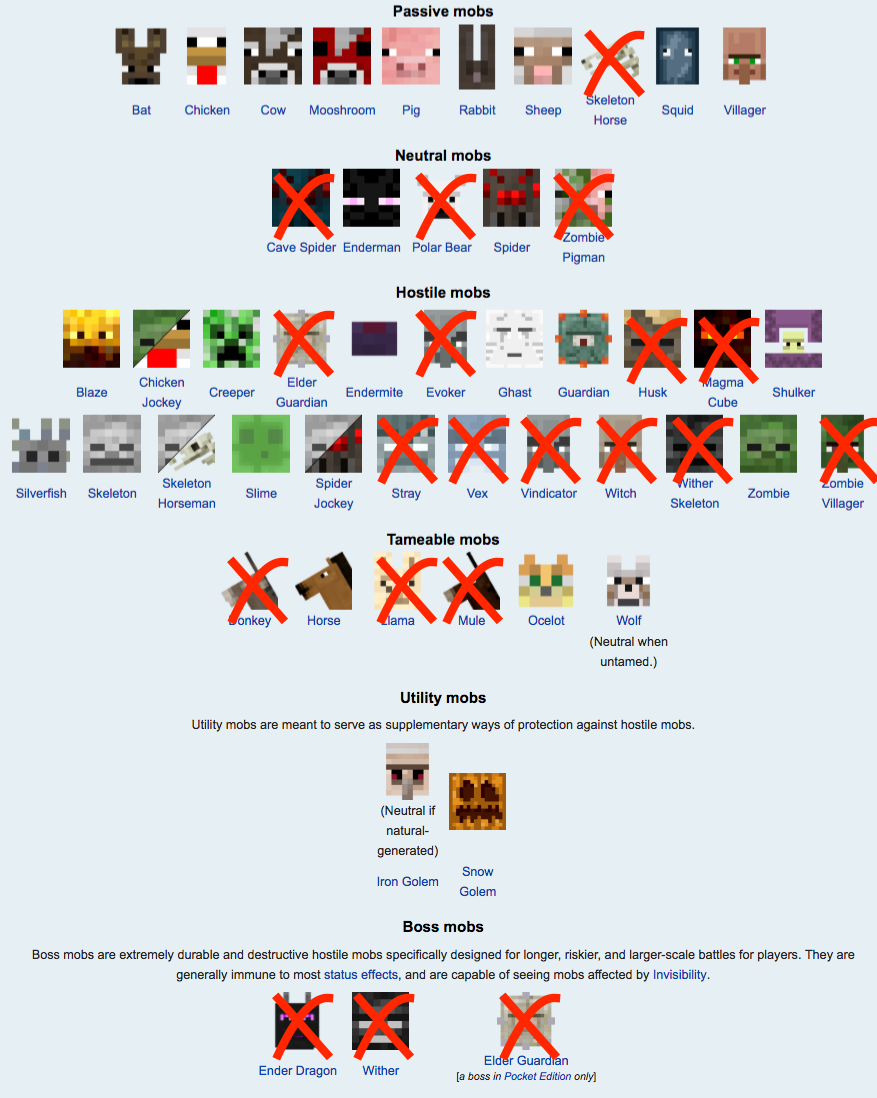 Passive mobs
Bat Chicken Cow Mooshroom Pig Rabbit Sheep Skeleton Horse Squid Villager
Neutral mobs
Cave Spider Enderman Polar Bear Spider Zombie Pigman
Hostile mobs
Blaze Chicken Jockey Creeper Elder Guardian Endermite Evoker Ghast Guardian Husk Magma Cube Shulker
Silverfish Skeleton Skeleton Horseman Slime Spider Jockey Stray Vex Vindicator Witch Wither Skeleton Zombie Zombie Villager
Tameable mobs
Donkey Horse Llama Mule Ocelot Wolf
(Neutral when
untamed.)
Utility mobs
Utility mobs are meant to serve as supplementary ways of protection against hostile mobs.
(Neutral if
natural-
generated)
Iron Golem Snow Golem
Boss mobs
Boss mobs are extremely durable and destructive hostile mobs specifically designed for longer, riskier, and larger-scale battles for players. They are
generally immune to most status effects, and are capable of seeing mobs affected by Invisibility.
Ender Dragon Wither Elder Guardian
[a boss in Pocket Edition only]